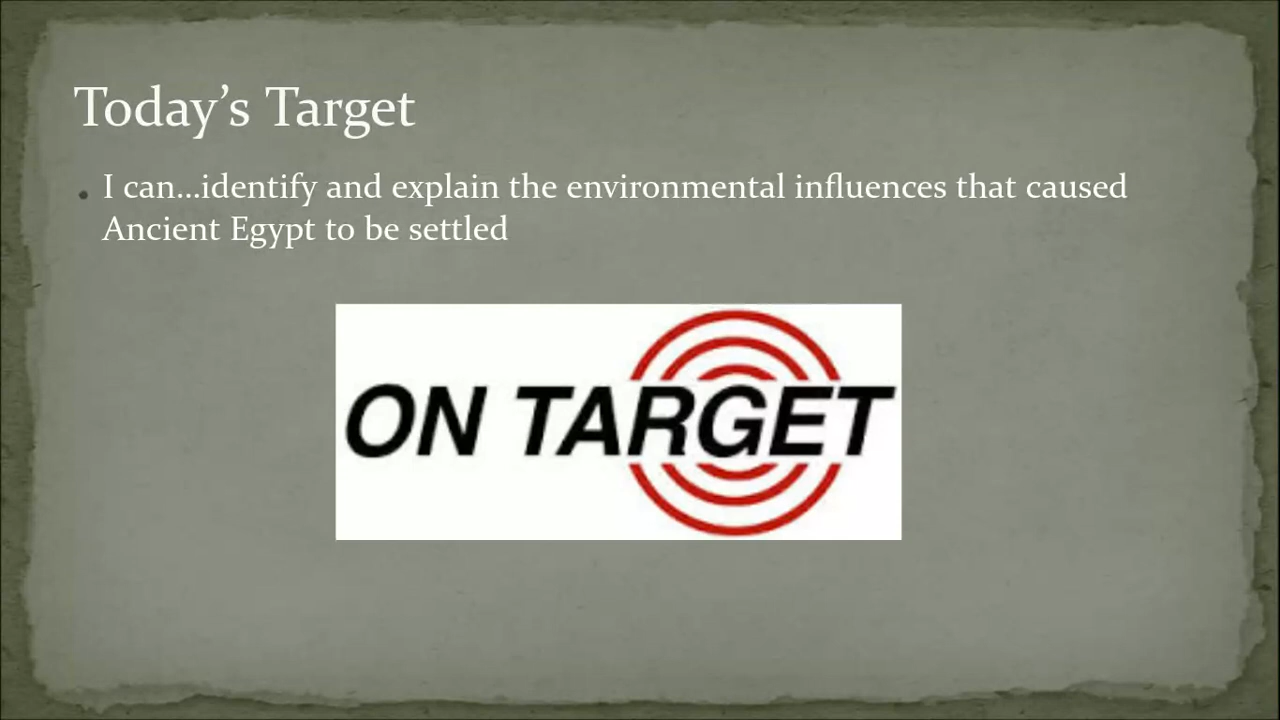 Today’s Target
• I can…identify and explain the environmental influences that caused
Ancient Egypt to be settled
ON TARGET